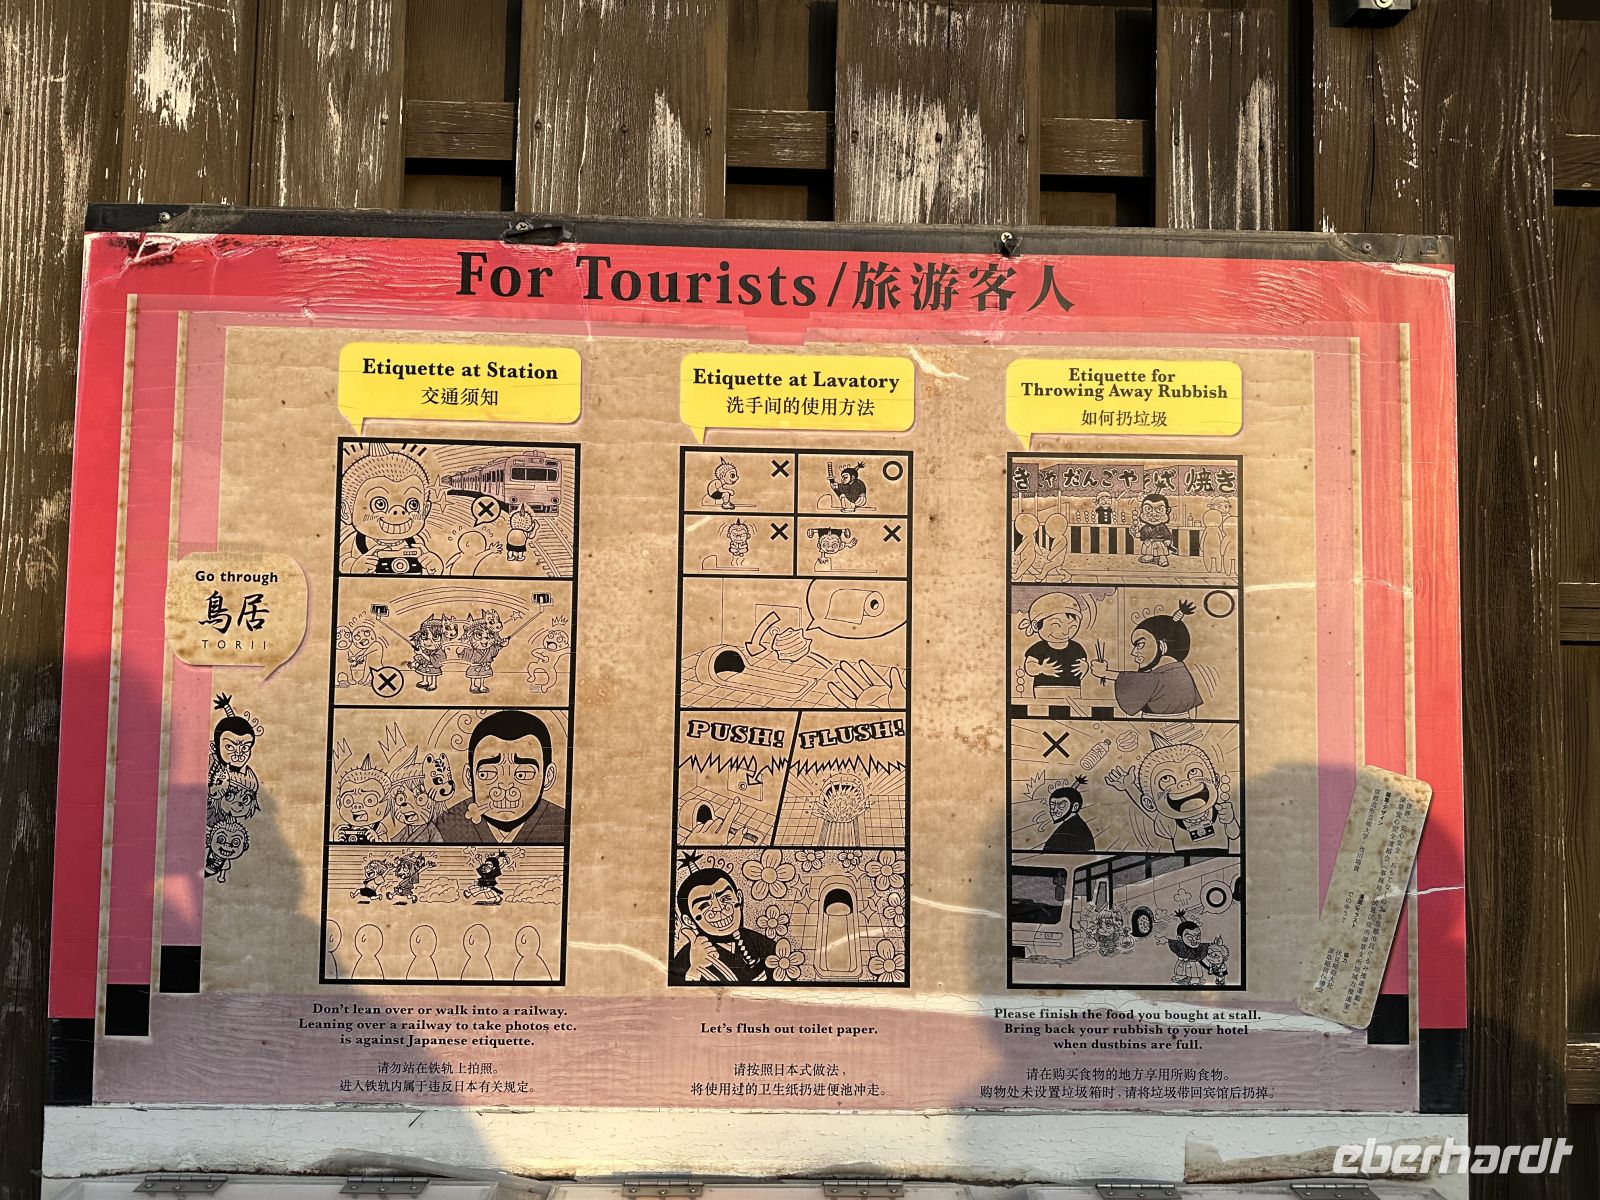 For Tourists/旅游客人
Etiquette at Station
交通须知
Etiquette at Lavatory
洗手间的使用方法
Etiquette for
Throwing Away Rubbish
如何扔垃圾
Go through
鳥居
TORII
だんごや
焼き
PUSH!
FLUSH!
Don't lean over or walk into a railway.
Leaning over a railway to take photos etc.
is against Japanese etiquette.
请勿站在铁轨上拍照。
进入铁轨内属于违反日本有关规定。
Let's flush out toilet paper.
请按照日本式做法，
将使用过的卫生纸扔进便池冲走。
Please finish the food you bought at stall.
Bring back your rubbish to your hotel
when dustbins are full.
请在购买食物的地方享用所购食物。
购物处未设置垃圾箱时，请将垃圾带回宾馆后扔掉。
eberhardt